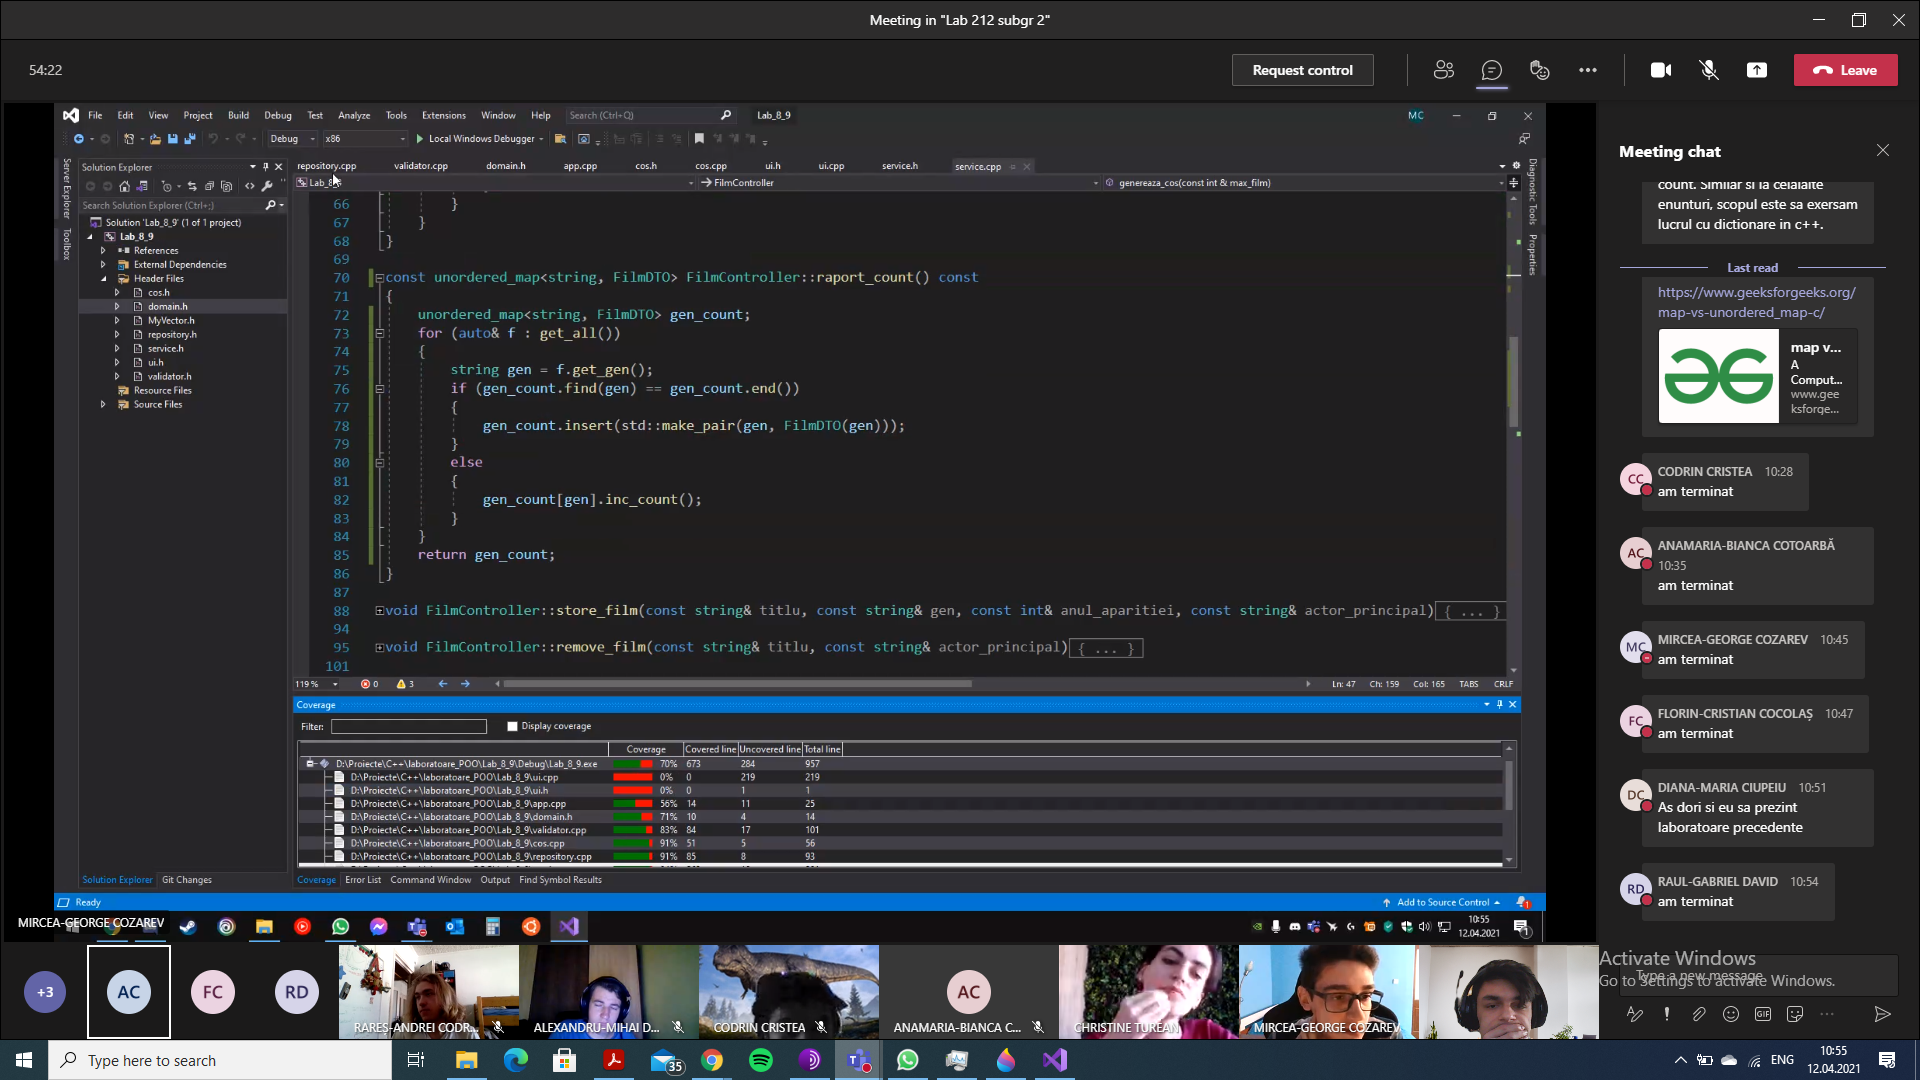 Meeting in "Lab 212 subgr 2"
54:22
Request control
Leave
File Edit View Project Build Debug Test Analyze Tools Extensions Window Help Search (Ctrl+Q) Lab_8_9 MC
Debug x86 Local Windows Debugger
Server Explorer
Toolbox
Solution Explorer
Search Solution Explorer (Ctrl+;)
Solution 'Lab_8_9' (1 of 1 project)
Lab_8_9
References
External Dependencies
Header Files
cos.h
domain.h
MyVector.h
repository.h
service.h
ui.h
validator.h
Resource Files
Source Files
Solution Explorer Git Changes
repository.cpp validator.cpp domain.h app.cpp cos.h cos.cpp ui.h ui.cpp service.h service.cpp
FilmController genereaza_cos(const int & max_film)
Diagnostic Tools
Properties
66 }
67 }
68 }
69
70 const unordered_map<string, FilmDTO> FilmController::raport_count() const
71 {
72 unordered_map<string, FilmDTO> gen_count;
73 for (auto& f : get_all())
74 {
75 string gen = f.get_gen();
76 if (gen_count.find(gen) == gen_count.end())
77 {
78 gen_count.insert(std::make_pair(gen, FilmDTO(gen)));
79 }
80 else
81 {
82 gen_count[gen].inc_count();
83 }
84 }
85 return gen_count;
86 }
87
88 void FilmController::store_film(const string& titlu, const string& gen, const int& anul_aparitiei, const string& actor_principal){ ... }
94
95 void FilmController::remove_film(const string& titlu, const string& actor_principal){ ... }
101
119 % 0 3 Ln: 47 Ch: 159 Col: 165 TABS CRLF
Coverage
Filter: Display coverage
Coverage Covered line Uncovered line Total line
D:\Proiecte\C++\laboratoare_POO\Lab_8_9\Debug\Lab_8_9.exe 70% 673 284 957
D:\Proiecte\C++\laboratoare_POO\Lab_8_9\ui.cpp 0% 0 219 219
D:\Proiecte\C++\laboratoare_POO\Lab_8_9\ui.h 0% 0 1 1
D:\Proiecte\C++\laboratoare_POO\Lab_8_9\app.cpp 56% 14 11 25
D:\Proiecte\C++\laboratoare_POO\Lab_8_9\domain.h 71% 10 4 14
D:\Proiecte\C++\laboratoare_POO\Lab_8_9\validator.cpp 83% 84 17 101
D:\Proiecte\C++\laboratoare_POO\Lab_8_9\cos.cpp 91% 51 5 56
D:\Proiecte\C++\laboratoare_POO\Lab_8_9\repository.cpp 91% 85 8 93
Coverage Error List Command Window Output Find Symbol Results
Ready Add to Source Control 1
MIRCEA-GEORGE COZAREV
10:55
12.04.2021
1
Meeting chat
count. Similar si la celalalte
enunturi, scopul este sa exersam
lucrul cu dictionare in c++.
Last read
https://www.geeksforgeeks.org/
map-vs-unordered_map-c/
map v...
A
Comput...
www.gee
ksforge...
CC CODRIN CRISTEA 10:28
am terminat
AC ANAMARIA-BIANCA COTOARBĂ
10:35
am terminat
MC MIRCEA-GEORGE COZAREV 10:45
am terminat
FC FLORIN-CRISTIAN COCOLAȘ 10:47
am terminat
DC DIANA-MARIA CIUPEIU 10:51
As dori si eu sa prezint
laboratoare precedente
RD RAUL-GABRIEL DAVID 10:54
am terminat
Activate Windows
Go to Settings to activate Windows.
Type a new message
+3 AC FC RD AC
RARES-ANDREI CODR... ALEXANDRU-MIHAI D... CODRIN CRISTEA ANAMARIA-BIANCA C... CHRISTINE TUREAN MIRCEA-GEORGE COZAREV
Type here to search
35
ENG
10:55
12.04.2021